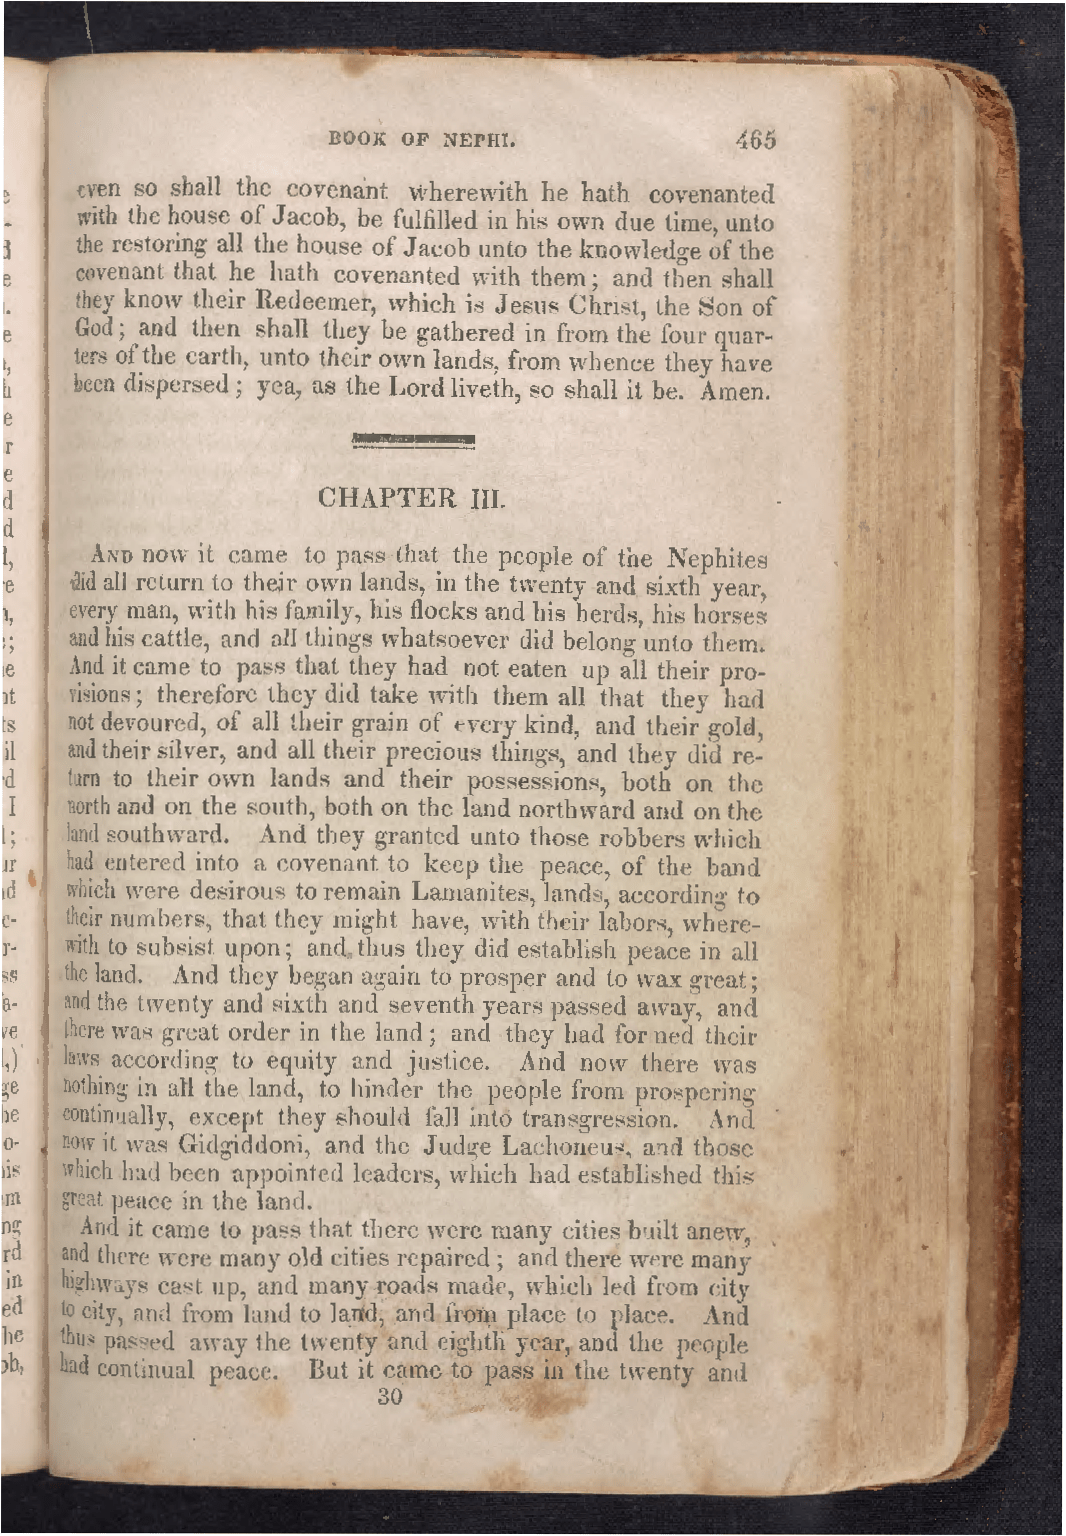 BOOK OF NEPHI. 465
even so shall the covenant wherewith he hath covenanted
with the house of Jacob, be fulfilled in his own due time, unto
the restoring all the house of Jacob unto the knowledge of the
covenant that he hath covenanted with them; and then shall
they know their Redeemer, which is Jesus Christ, the Son of
God; and then shall they be gathered in from the four quar-
ters of the earth, unto their own lands, from whence they have
been dispersed; yea, as the Lord liveth, so shall it be. Amen.
CHAPTER III.
AND now it came to pass that the people of the Nephites
did all return to their own lands, in the twenty and sixth year,
every man, with his family, his flocks and his herds, his horses
and his cattle, and all things whatsoever did belong unto them.
And it came to pass that they had not eaten up all their pro-
visions; therefore they did take with them all that they had
not devoured, of all their grain of every kind, and their gold,
and their silver, and all their precious things, and they did re-
turn to their own lands and their possessions, both on the
north and on the south, both on the land northward and on the
land southward. And they granted unto those robbers which
had entered into a covenant to keep the peace, of the band
which were desirous to remain Lamanites, lands, according to
their numbers, that they might have, with their labors, where-
with to subsist upon; and thus they did establish peace in all
the land. And they began again to prosper and to wax great;
and the twenty and sixth and seventh years passed away, and
there was great order in the land; and they had for ned their
laws according to equity and justice. And now there was
nothing in all the land, to hinder the people from prospering
continually, except they should fall into transgression. And
now it was Gidgiddoni, and the Judge Lachoneus, and those
which had been appointed leaders, which had established this
great peace in the land.
And it came to pass that there were many cities built anew,
and there were many old cities repaired; and there were many
highways cast up, and many roads made, which led from city
to city, and from land to land, and from place to place. And
thus passed away the twenty and eighth year, and the people
had continual peace. But it came to pass in the twenty and
30